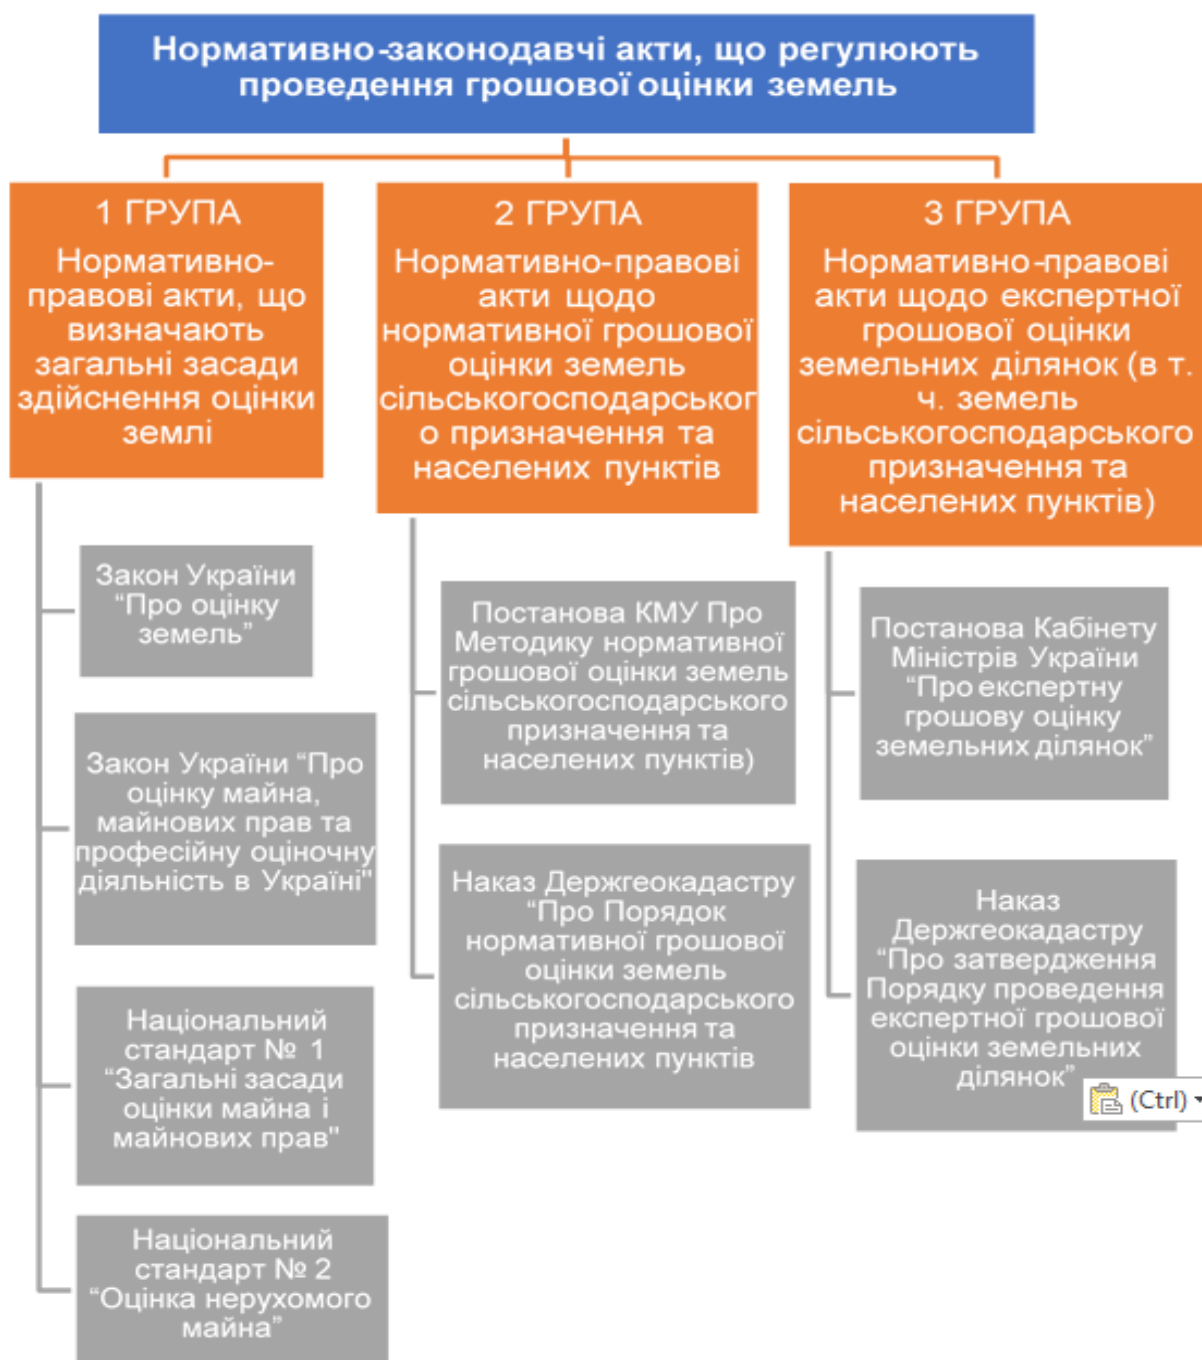 Нормативно-законодавчі акти, що регулюють
проведення грошової оцінки земель
1 ГРУПА
Нормативно-
правові акти, що
визначають
загальні засади
здійснення оцінки
землі
Закон України
“Про оцінку
земель”
Закон України “Про
оцінку майна,
майнових прав та
професійну оціночну
діяльність в Україні"
Національний
стандарт № 1
“Загальні засади
оцінки майна і
майнових прав"
Національний
стандарт № 2
“Оцінка нерухомого
майна”
2 ГРУПА
Нормативно-правові
акти щодо
нормативної грошової
оцінки земель
сільськогосподарськог
о призначення та
населених пунктів
Постанова КМУ Про
Методику нормативної
грошової оцінки земель
сільськогосподарського
призначення та
населених пунктів)
Наказ Держгеокадастру
“Про Порядок
нормативної грошової
оцінки земель
сільськогосподарського
призначення та
населених пунктів
3 ГРУПА
Нормативно-правові
акти щодо експертної
грошової оцінки
земельних ділянок (в т.
ч. земель
сільськогосподарського
призначення та
населених пунктів)
Постанова Кабінету
Міністрів України
“Про експертну
грошову оцінку
земельних ділянок”
Наказ
Держгеокадастру
“Про затвердження
Порядку проведення
експертної грошової
оцінки земельних
ділянок”
(Ctrl)